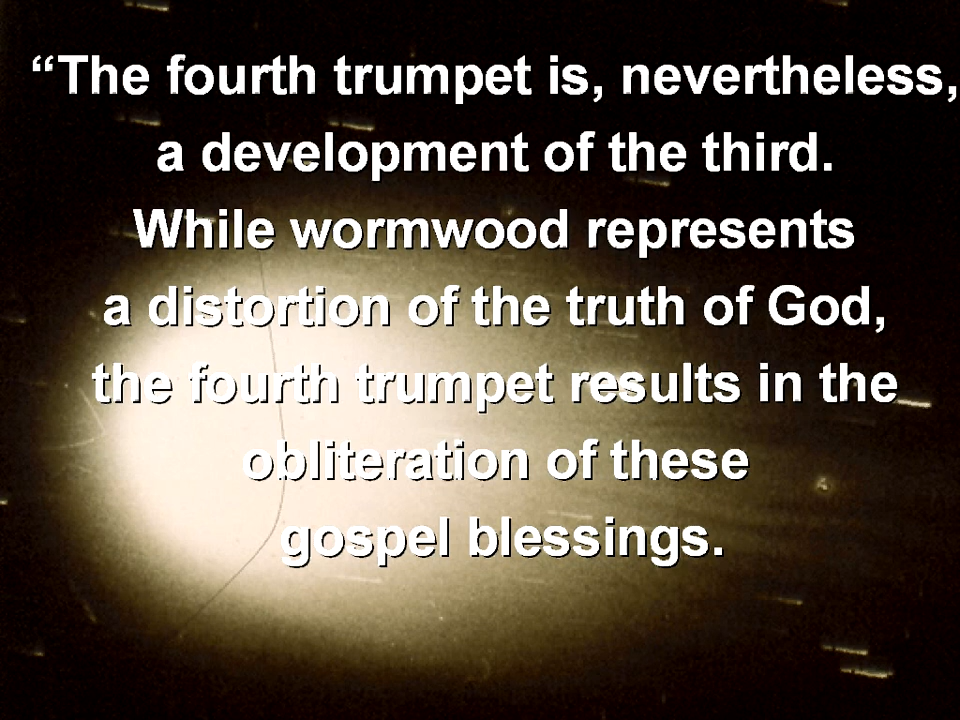 “The fourth trumpet is, nevertheless,
a development of the third.
While wormwood represents
a distortion of the truth of God,
the fourth trumpet results in the
obliteration of these
gospel blessings.